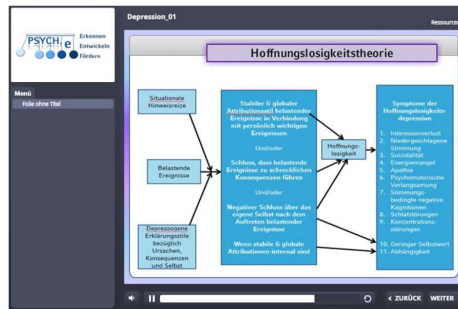 Depression_01
Ressourcen
PSYCH.e
Erkennen
Entwickeln
Fördern
Menü
Folie ohne Titel
Hoffnungslosigkeitstheorie
Situationale
Hinweisreize
Belastende
Ereignisse
Depressogene
Erklärungsstile
bezüglich
Ursachen,
Konsequenzen
und Selbst
Stabiler & globaler
Attributionsstil belastender
Ereignisse in Verbindung
mit persönlich wichtigen
Ereignissen
Und/oder
Schluss, dass belastende
Ereignisse zu schrecklichen
Konsequenzen führen
Und/oder
Negativer Schluss über das
eigene Selbst nach dem
Auftreten belastender
Ereignisse
Wenn stabile & globale
Attributionen internal sind
Hoffnungs-
losigkeit
Symptome der
Hoffnungslosigkeits-
depression
1. Interessenverlust
2. Niedergeschlagene
Stimmung
3. Suizidalität
4. Energiemangel
5. Apathie
6. Psychomotorische
Verlangsamung
7. Stimmungs-
bedingte negative
Kognitionen
8. Schlafstörungen
9. Konzentrations-
störungen
10. Geringer Selbstwert
11. Abhängigkeit
< ZURÜCK
WEITER